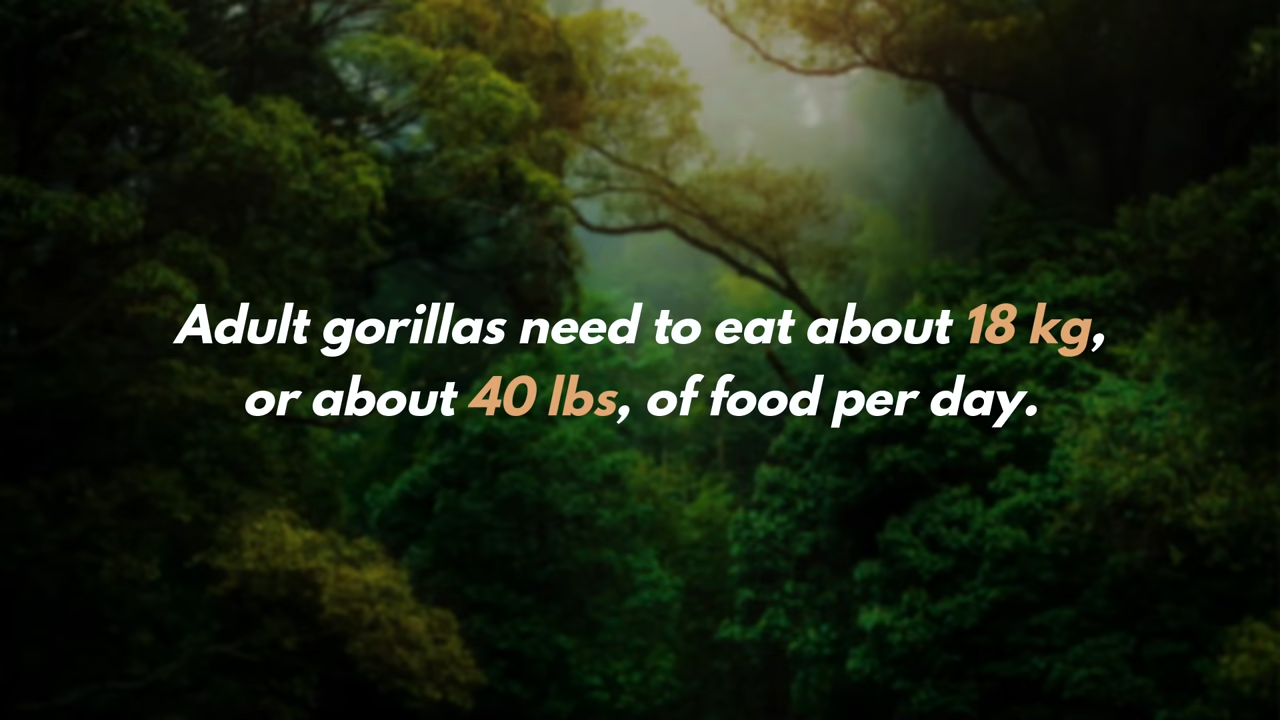 Adult gorillas need to eat about 18 kg,
or about 40 lbs, of food per day.